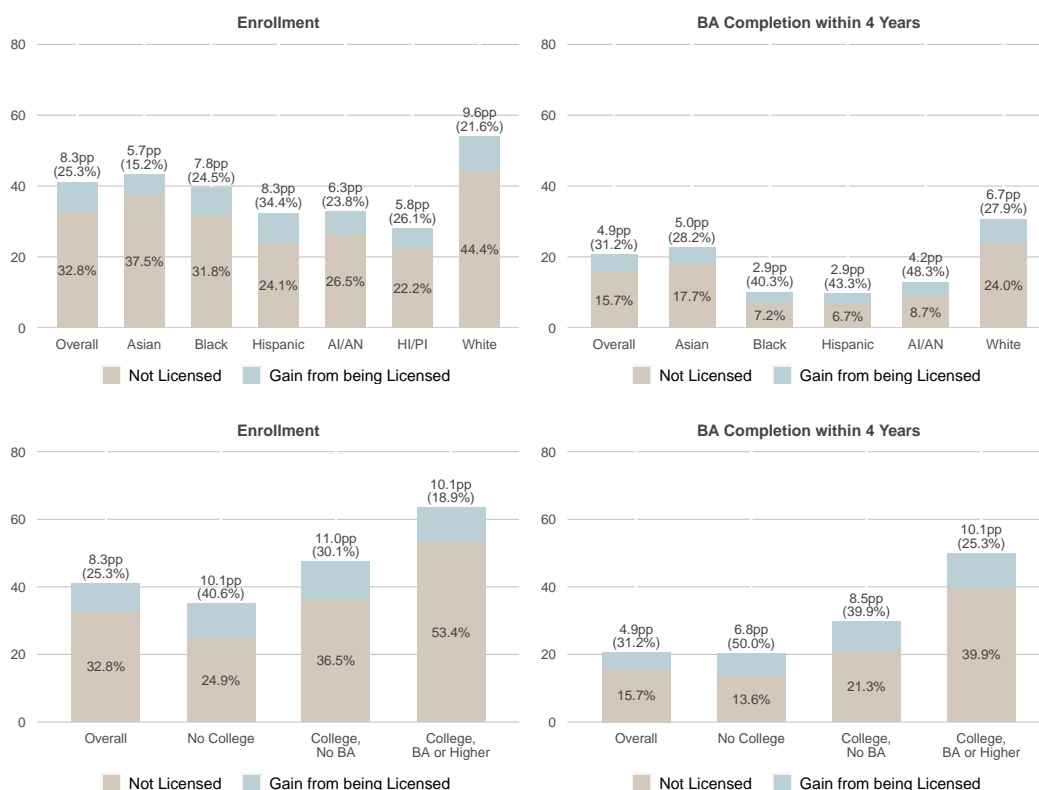 Enrollment
80
60
40
20
0
8.3pp
(25.3%)
5.7pp
(15.2%)
7.8pp
(24.5%)
8.3pp
(34.4%)
6.3pp
(23.8%)
5.8pp
(26.1%)
9.6pp
(21.6%)
32.8%
37.5%
31.8%
24.1%
26.5%
22.2%
44.4%
Overall Asian Black Hispanic AI/AN HI/PI White
Not Licensed Gain from being Licensed
BA Completion within 4 Years
80
60
40
20
0
4.9pp
(31.2%)
5.0pp
(28.2%)
2.9pp
(40.3%)
2.9pp
(43.3%)
4.2pp
(48.3%)
6.7pp
(27.9%)
15.7%
17.7%
7.2%
6.7%
8.7%
24.0%
Overall Asian Black Hispanic AI/AN White
Not Licensed Gain from being Licensed
Enrollment
80
60
40
20
0
8.3pp
(25.3%)
10.1pp
(40.6%)
11.0pp
(30.1%)
10.1pp
(18.9%)
32.8%
24.9%
36.5%
53.4%
Overall
No College
College,
No BA
College,
BA or Higher
Not Licensed Gain from being Licensed
BA Completion within 4 Years
80
60
40
20
0
4.9pp
(31.2%)
6.8pp
(50.0%)
8.5pp
(39.9%)
10.1pp
(25.3%)
15.7%
13.6%
21.3%
39.9%
Overall
No College
College,
No BA
College,
BA or Higher
Not Licensed Gain from being Licensed